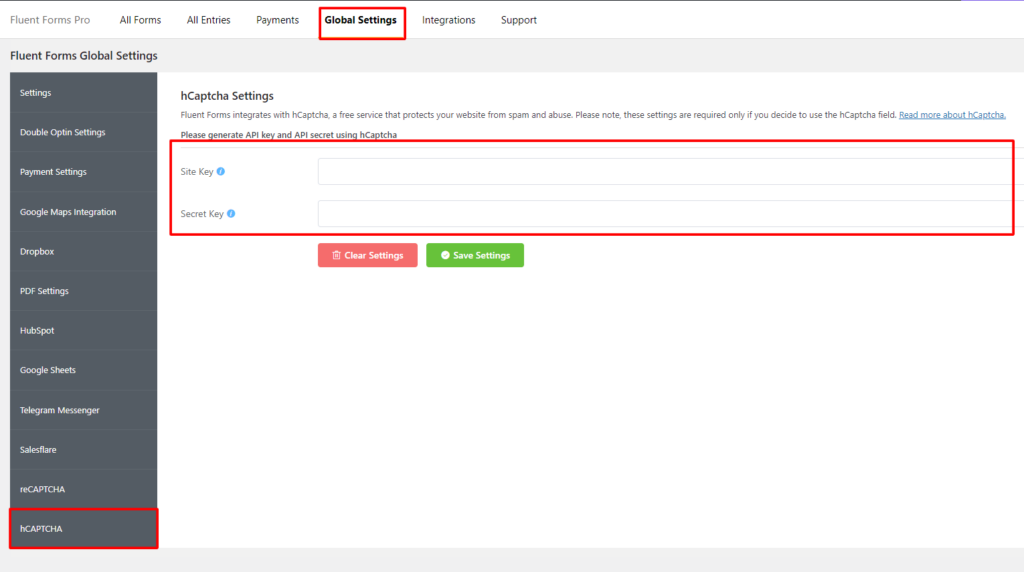 Fluent Forms Pro All Forms All Entries Payments Global Settings Integrations Support
Fluent Forms Global Settings
Settings
Double Optin Settings
Payment Settings
Google Maps Integration
Dropbox
PDF Settings
HubSpot
Google Sheets
Telegram Messenger
Salesflare
reCAPTCHA
hCAPTCHA
hCaptcha Settings
Fluent Forms integrates with hCaptcha, a free service that protects your website from spam and abuse. Please note, these settings are required only if you decide to use the hCaptcha field. Read more about hCaptcha.
Please generate API key and API secret using hCaptcha
Site Key
Secret Key
Clear Settings Save Settings